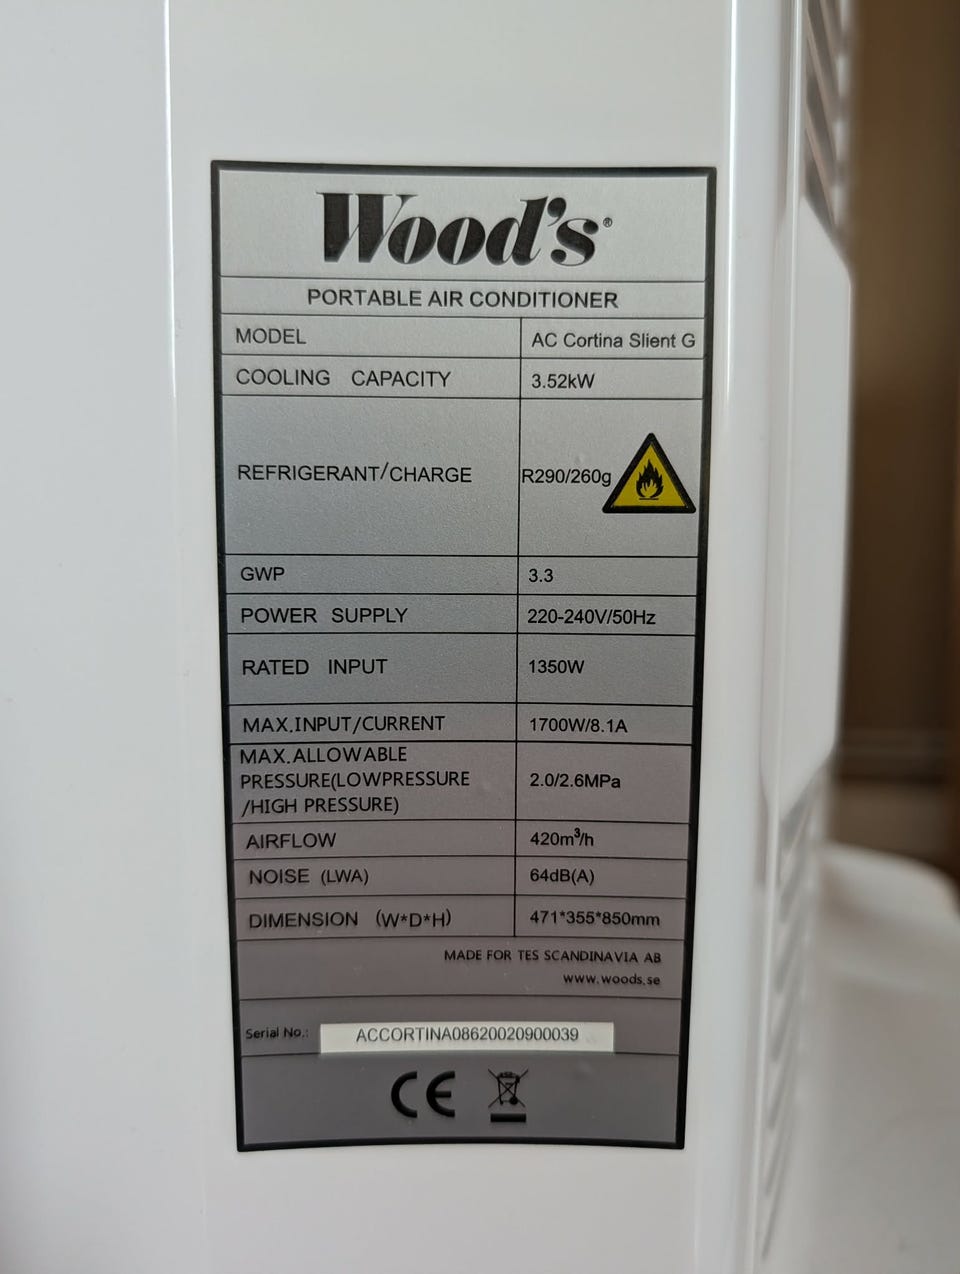 Wood's®
PORTABLE AIR CONDITIONER
MODEL AC Cortina Slient G
COOLING CAPACITY 3.52kW
REFRIGERANT/CHARGE R290/260g
GWP 3.3
POWER SUPPLY 220-240V/50Hz
RATED INPUT 1350W
MAX.INPUT/CURRENT 1700W/8.1A
MAX.ALLOWABLE
PRESSURE(LOWPRESSURE 2.0/2.6MPa
/HIGH PRESSURE)
AIRFLOW 420m³/h
NOISE (LWA) 64dB(A)
DIMENSION (W*D*H) 471*355*850mm
MADE FOR TES SCANDINAVIA AB
www.woods.se
Serial No.: ACCORTINA08620020900039
CE